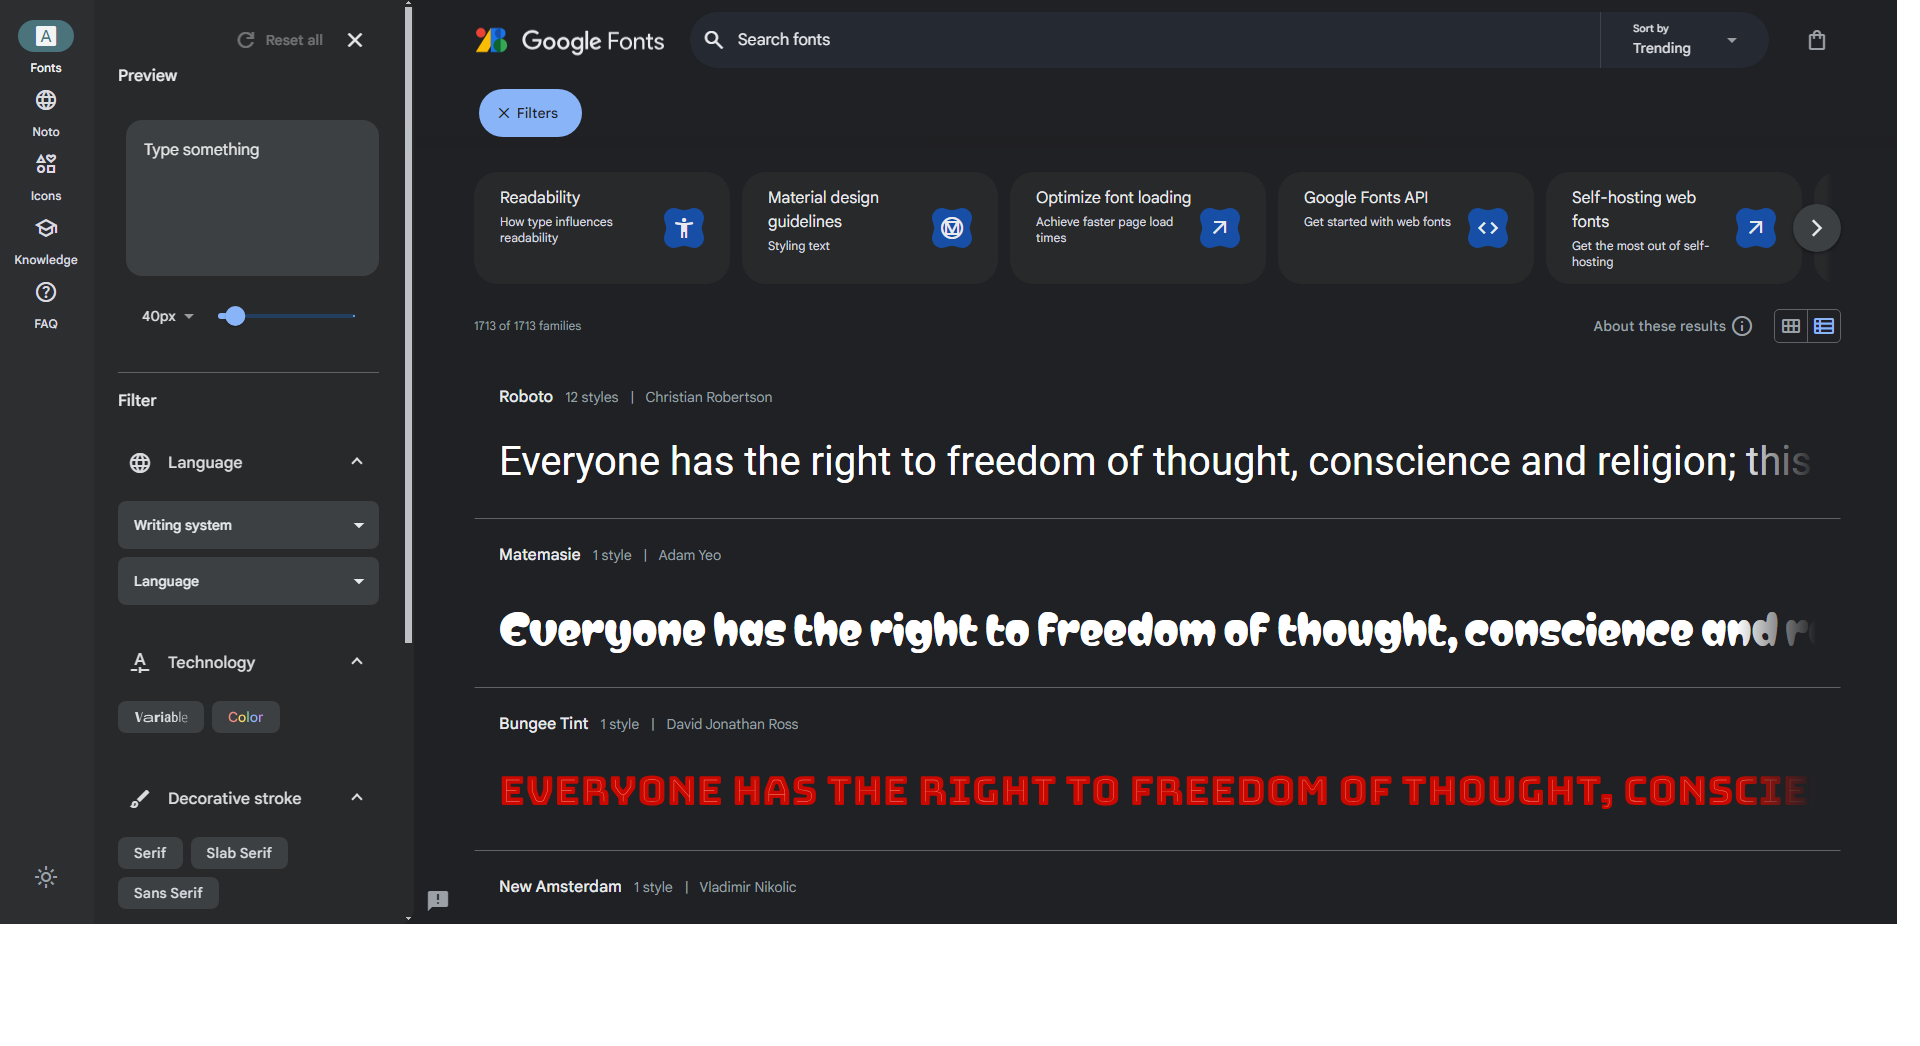 A
Fonts
Noto
Icons
Knowledge
FAQ
Reset all
Preview
Type something
40px
Filter
Language
Writing system
Language
Technology
Variable
Color
Decorative stroke
Serif
Slab Serif
Sans Serif
Google Fonts
Search fonts
Sort by
Trending
Filters
Readability
How type influences
readability
Material design
guidelines
Styling text
Optimize font loading
Achieve faster page load
times
Google Fonts API
Get started with web fonts
Self-hosting web
fonts
Get the most out of self-
hosting
1713 of 1713 families
About these results
Roboto 12 styles | Christian Robertson
Everyone has the right to freedom of thought, conscience and religion; this
Matemasie 1 style | Adam Yeo
Everyone has the right to freedom of thought, conscience and
Bungee Tint 1 style | David Jonathan Ross
EVERYONE HAS THE RIGHT TO FREEDOM OF THOUGHT, CONSCIE
New Amsterdam 1 style | Vladimir Nikolic